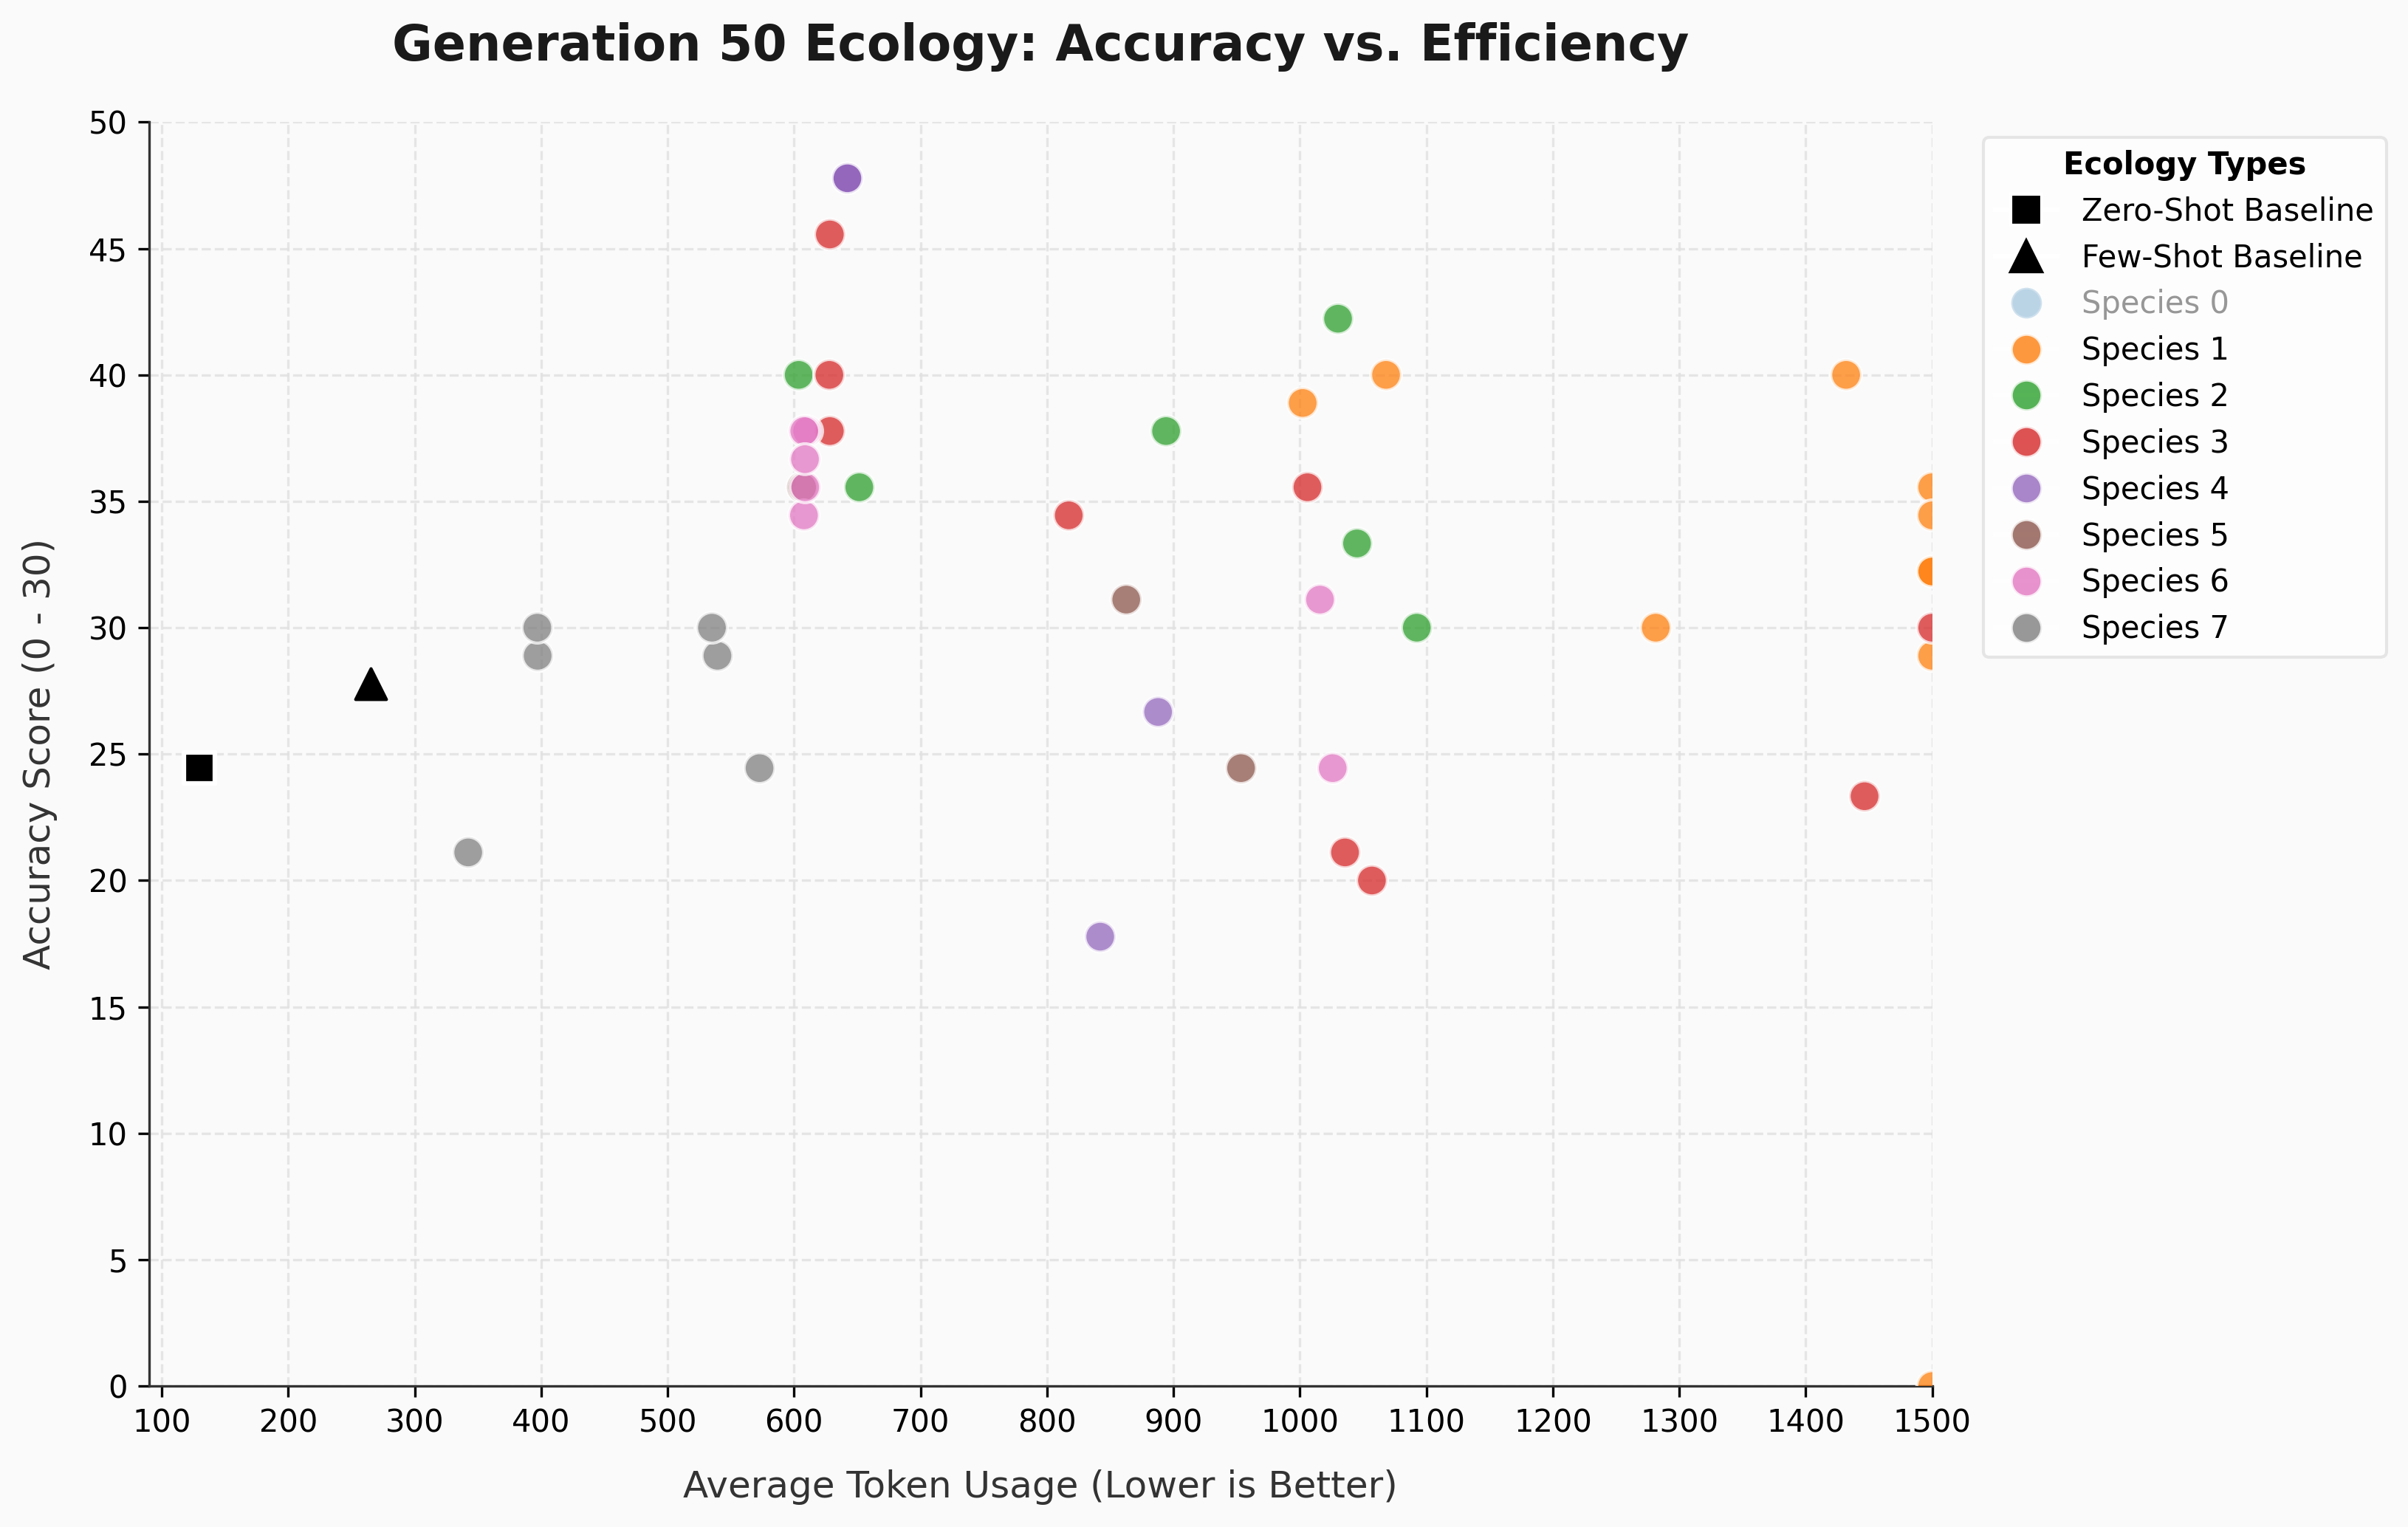 Generation 50 Ecology: Accuracy vs. Efficiency
50
45
40
35
30
25
20
15
10
5
0
Accuracy Score (0 - 30)
100 200 300 400 500 600 700 800 900 1000 1100 1200 1300 1400 1500
Average Token Usage (Lower is Better)
Ecology Types
Zero-Shot Baseline
Few-Shot Baseline
Species 0
Species 1
Species 2
Species 3
Species 4
Species 5
Species 6
Species 7